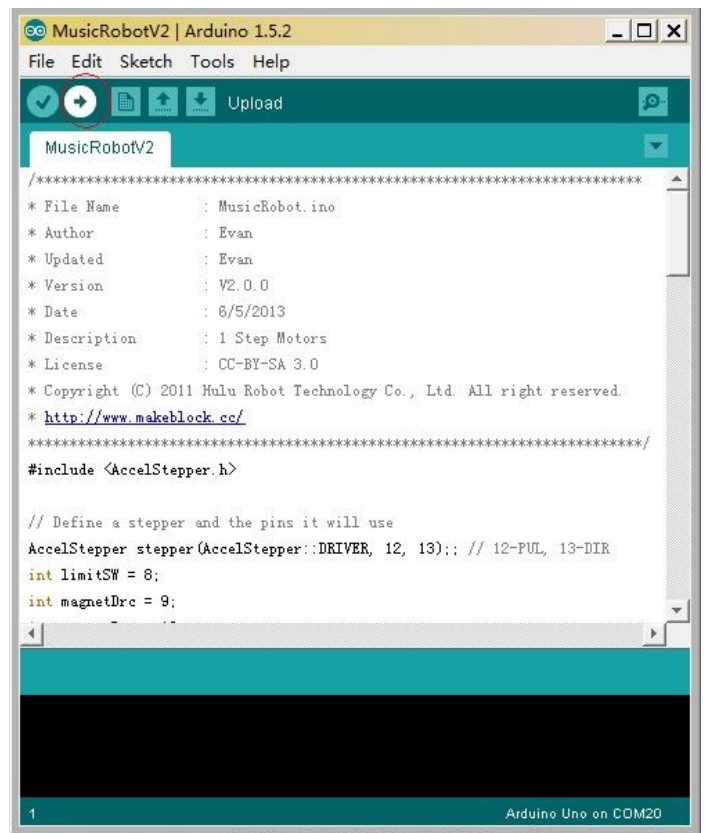 MusicRobotV2 | Arduino 1.5.2
File Edit Sketch Tools Help
Upload
MusicRobotV2
/*************************************************************************
* File Name : MusicRobot.ino
* Author : Evan
* Updated : Evan
* Version : V2.0.0
* Date : 6/5/2013
* Description : 1 Step Motors
* License : CC-BY-SA 3.0
* Copyright (C) 2011 Hulu Robot Technology Co., Ltd. All right reserved.
* http://www.makeblock.cc/
**************************************************************************/
#include <AccelStepper.h>
// Define a stepper and the pins it will use
AccelStepper stepper(AccelStepper::DRIVER, 12, 13);; // 12-PUL, 13-DIR
int limitSW = 8;
int magnetDrc = 9;
1 Arduino Uno on COM20